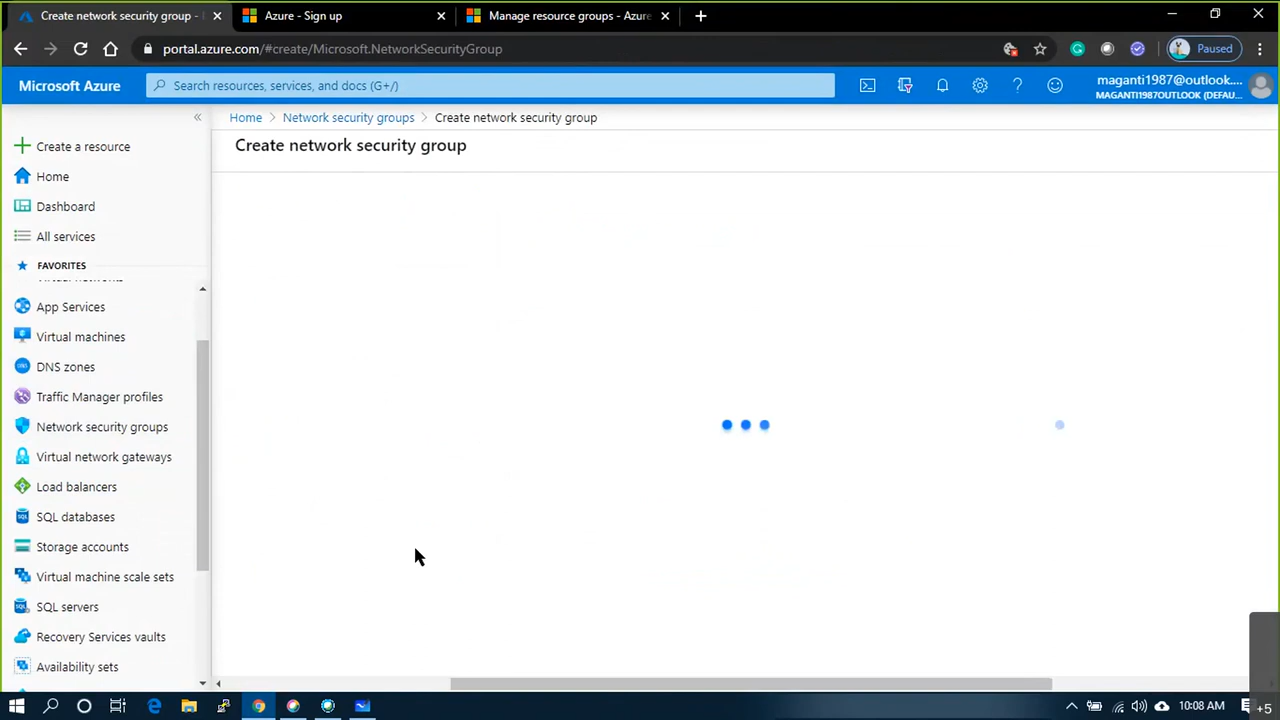 Create network security group -
Azure - Sign up
Manage resource groups - Azure
portal.azure.com/#create/Microsoft.NetworkSecurityGroup
Paused
Microsoft Azure
Search resources, services, and docs (G+/)
maganti1987@outlook....
MAGANTI1987OUTLOOK (DEFAU...
Home > Network security groups > Create network security group
Create network security group
Create a resource
Home
Dashboard
All services
FAVORITES
Virtual networks
App Services
Virtual machines
DNS zones
Traffic Manager profiles
Network security groups
Virtual network gateways
Load balancers
SQL databases
Storage accounts
Virtual machine scale sets
SQL servers
Recovery Services vaults
Availability sets
10:08 AM
+5